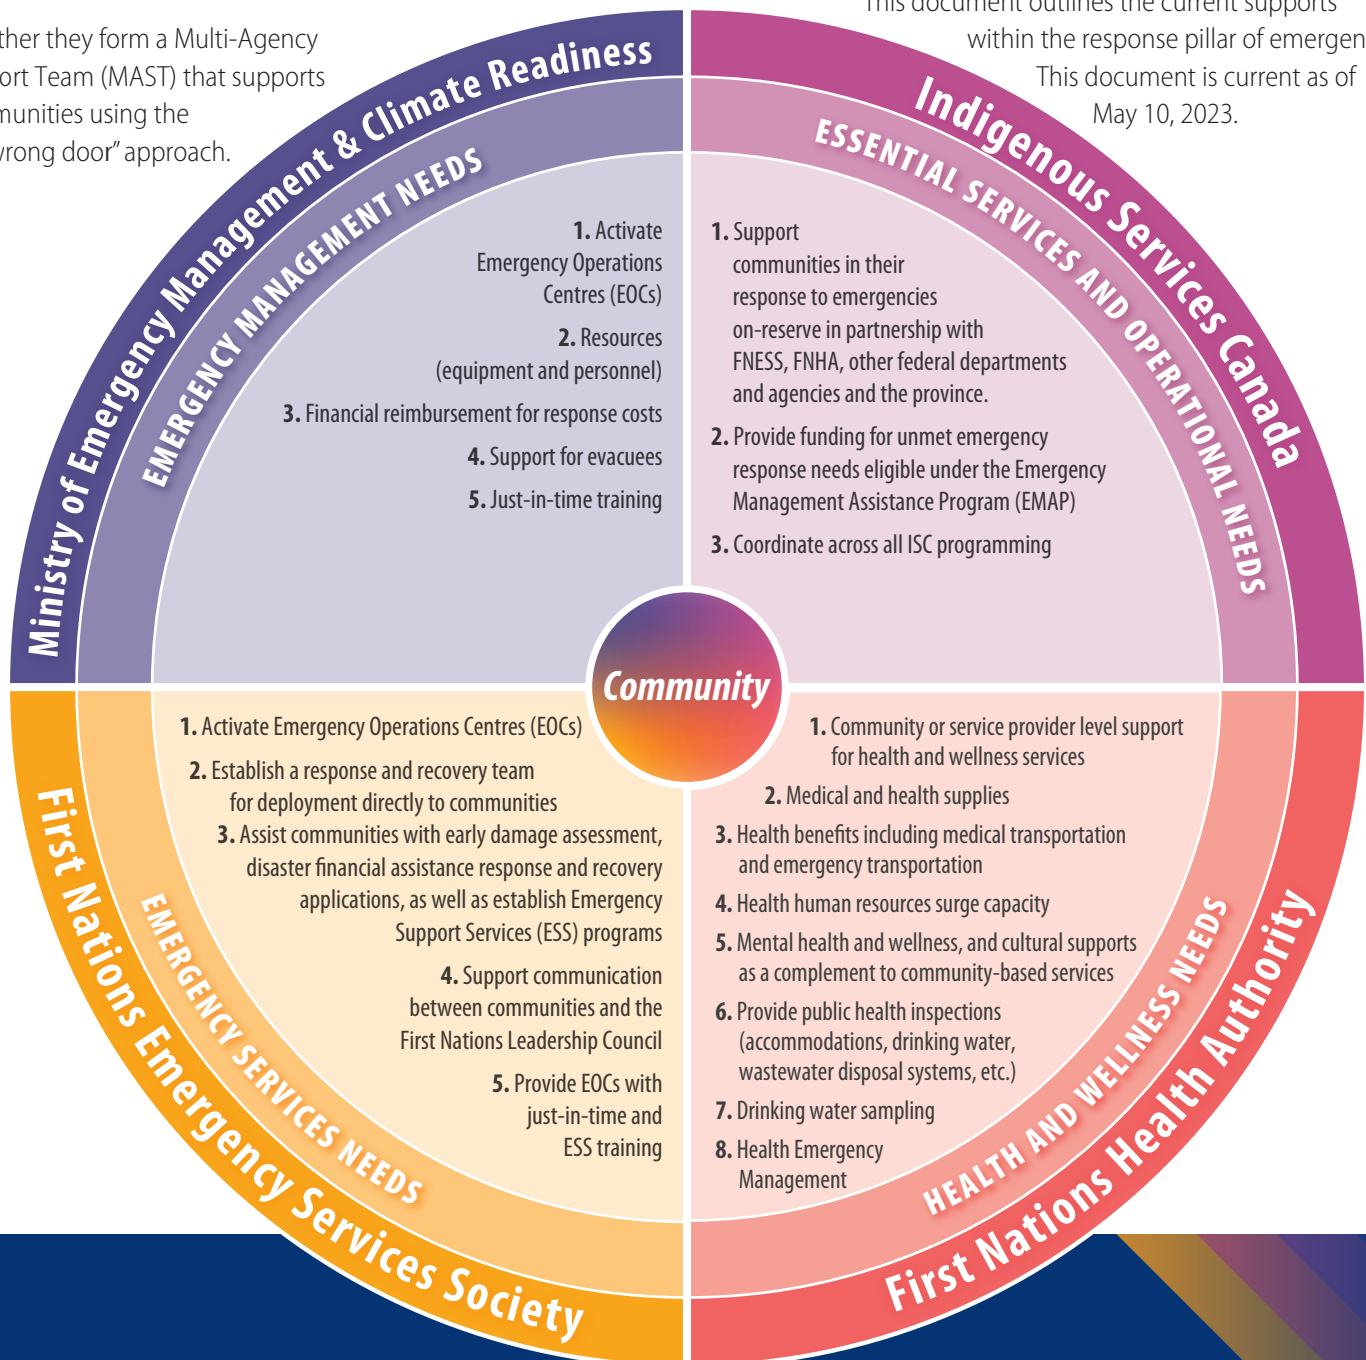 ther they form a Multi-Agency
ort Team (MAST) that supports
munities using the
wrong door" approach.
This document outlines the current supports
within the response pillar of emergen
This document is current as of
May 10, 2023.
Ministry of Emergency Management & Climate Readiness
EMERGENCY MANAGEMENT NEEDS
1. Activate
Emergency Operations
Centres (EOCs)
2. Resources
(equipment and personnel)
3. Financial reimbursement for response costs
4. Support for evacuees
5. Just-in-time training
Indigenous Services Canada
ESSENTIAL SERVICES AND OPERATIONAL NEEDS
1. Support
communities in their
response to emergencies
on-reserve in partnership with
FNESS, FNHA, other federal departments
and agencies and the province.
2. Provide funding for unmet emergency
response needs eligible under the Emergency
Management Assistance Program (EMAP)
3. Coordinate across all ISC programming
Community
1. Activate Emergency Operations Centres (EOCs)
2. Establish a response and recovery team
for deployment directly to communities
3. Assist communities with early damage assessment,
disaster financial assistance response and recovery
applications, as well as establish Emergency
Support Services (ESS) programs
4. Support communication
between communities and the
First Nations Leadership Council
5. Provide EOCs with
just-in-time and
ESS training
EMERGENCY SERVICES NEEDS
First Nations Emergency Services Society
1. Community or service provider level support
for health and wellness services
2. Medical and health supplies
3. Health benefits including medical transportation
and emergency transportation
4. Health human resources surge capacity
5. Mental health and wellness, and cultural supports
as a complement to community-based services
6. Provide public health inspections
(accommodations, drinking water,
wastewater disposal systems, etc.)
7. Drinking water sampling
8. Health Emergency
Management
HEALTH AND WELLNESS NEEDS
First Nations Health Authority